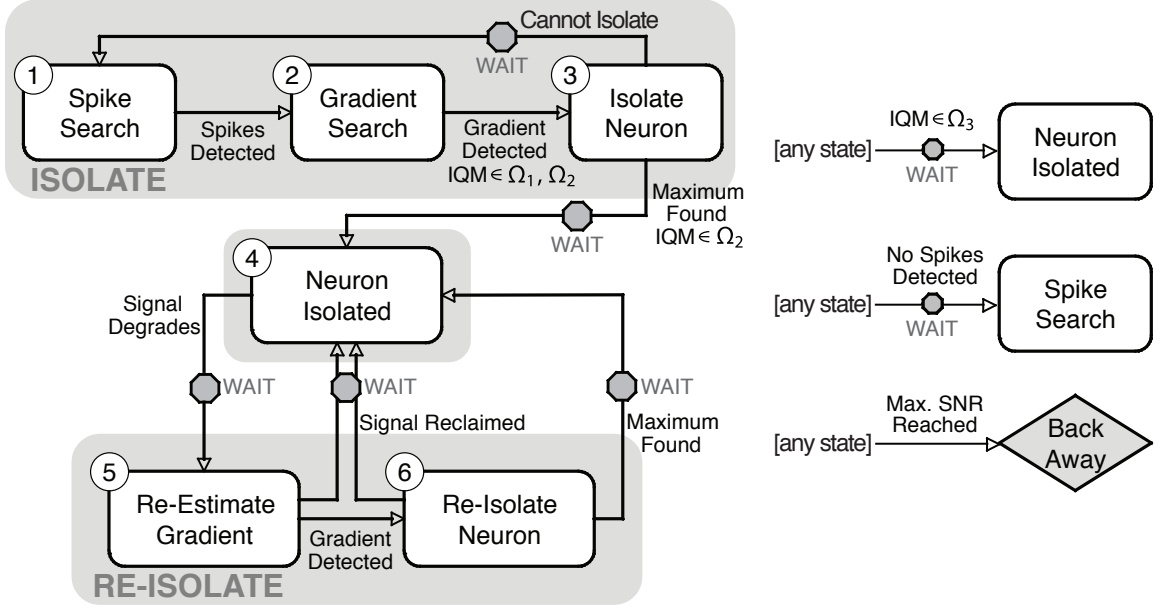 Cannot Isolate
WAIT
1
Spike
Search
Spikes
Detected
2
Gradient
Search
Gradient
Detected
IQM ∈ Ω1, Ω2
3
Isolate
Neuron
ISOLATE
Maximum
Found
IQM ∈ Ω2
WAIT
4
Neuron
Isolated
Signal
Degrades
WAIT
WAIT
Signal Reclaimed
WAIT
Maximum
Found
5
Re-Estimate
Gradient
Gradient
Detected
6
Re-Isolate
Neuron
RE-ISOLATE
[any state]
IQM ∈ Ω3
WAIT
Neuron
Isolated
[any state]
No Spikes
Detected
WAIT
Spike
Search
[any state]
Max. SNR
Reached
Back
Away